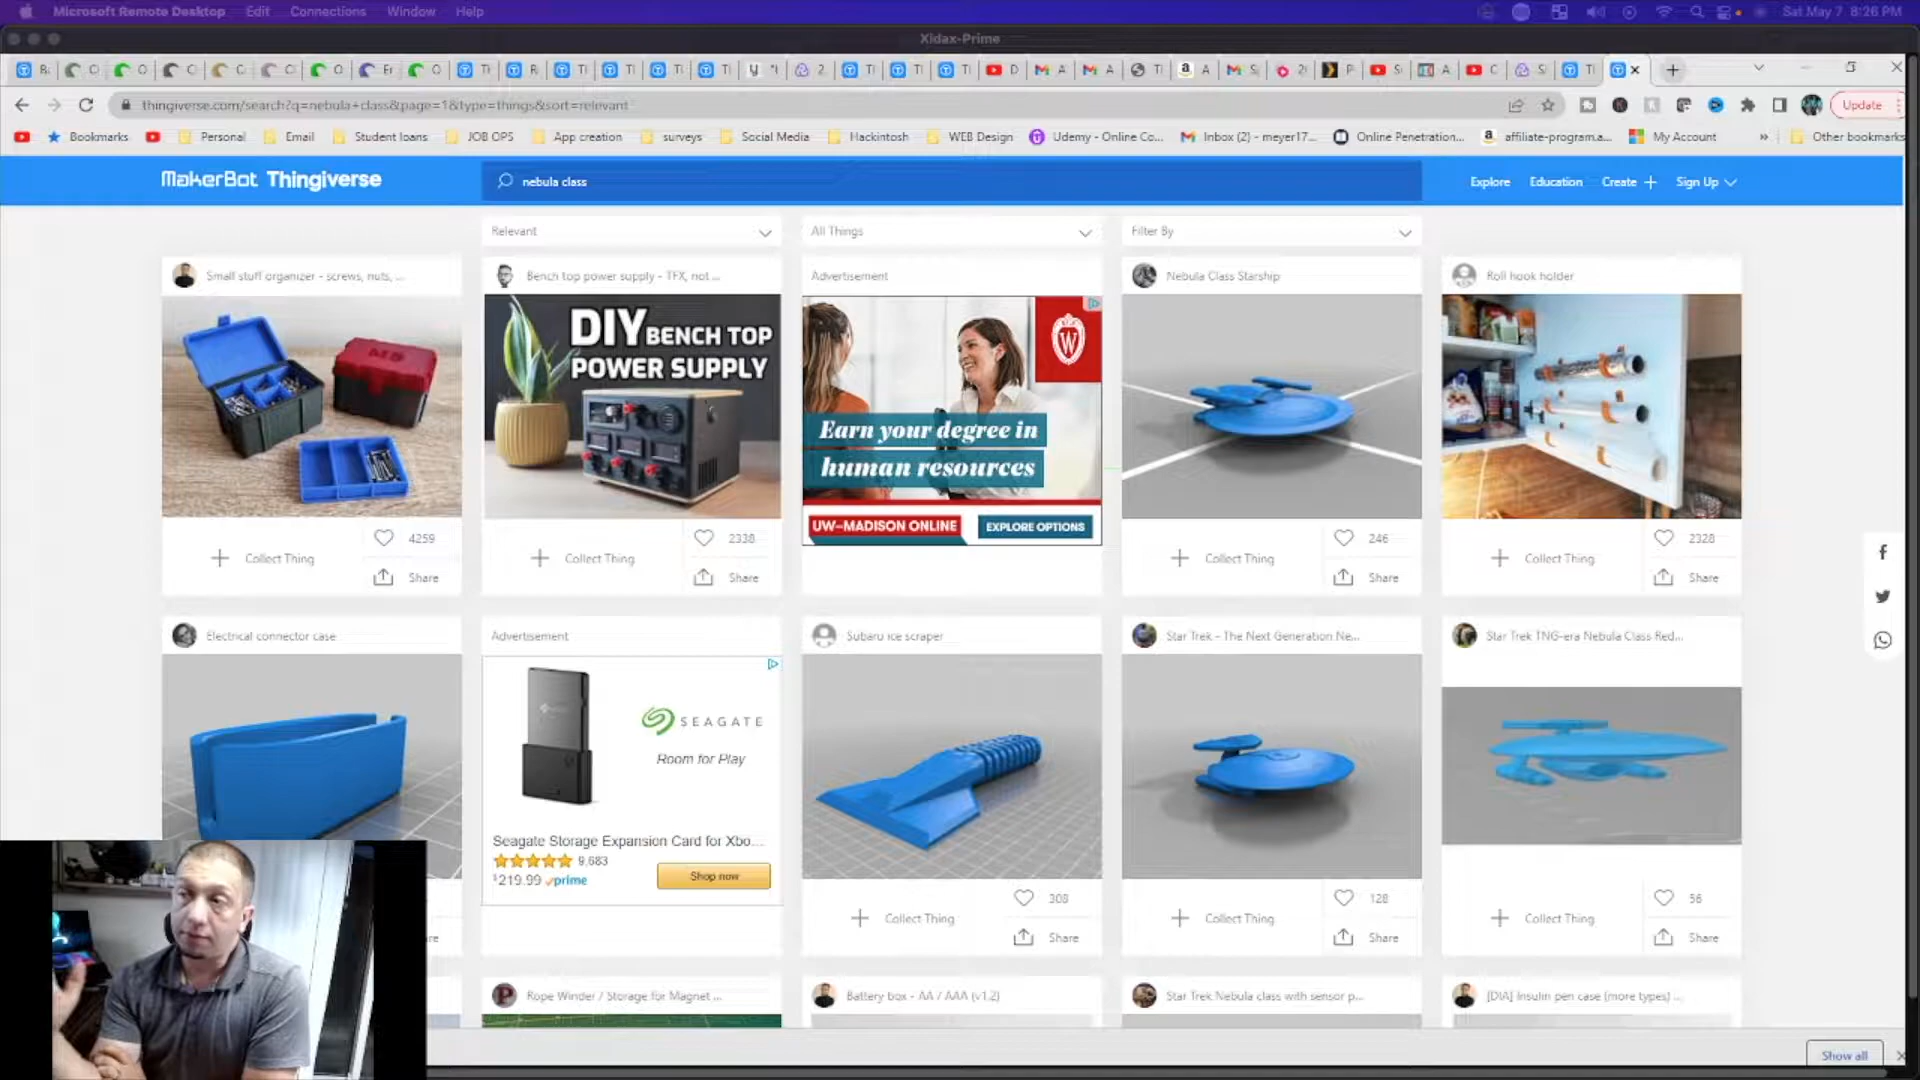 Microsoft Remote Desktop Edit Connections Window Help Sat May 7 8:26 PM
Xidax-Prime
thingiverse.com/search?q=nebula+class&page=1&type=things&sort=relevant Update
Bookmarks Personal Email Student loans JOB OPS App creation surveys Social Media Hackintosh WEB Design Udemy - Online Co... Inbox (2) - meyer17... Online Penetration... affiliate-program.a... My Account » Other bookmarks
MakerBot Thingiverse nebula class Explore Education Create Sign Up
Relevant All Things Filter By
Small stuff organizer - screws, nuts, ... Bench top power supply - TFX, not ... Advertisement Nebula Class Starship Roll hook holder
DIY BENCH TOP
POWER SUPPLY
W
Earn your degree in
human resources
UW–MADISON ONLINE EXPLORE OPTIONS
Collect Thing 4259 Share
Collect Thing 2338 Share
Collect Thing 246 Share
Collect Thing 2328 Share
Electrical connector case Advertisement Subaru ice scraper Star Trek - The Next Generation Ne... Star Trek TNG-era Nebula Class Red...
SEAGATE
Room for Play
Seagate Storage Expansion Card for Xbo...
9,683
$219.99 prime Shop now
Collect Thing 308 Share
Collect Thing 128 Share
Collect Thing 56 Share
Rope Winder / Storage for Magnet ... Battery box - AA / AAA (v1.2) Star Trek Nebula class with sensor p... [DIA] Insulin pen case (more types) ...
Show all